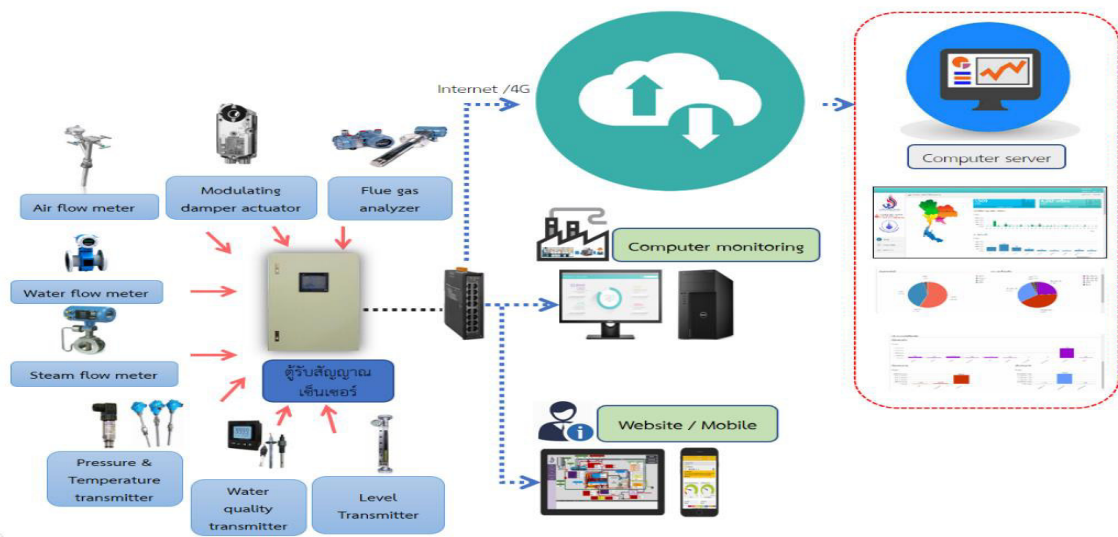 Internet /4G
Computer server
Air flow meter
Modulating
damper actuator
Flue gas
analyzer
Computer monitoring
Water flow meter
Steam flow meter
ตู้รับสัญญาณ
เซ็นเซอร์
Website / Mobile
Pressure &
Temperature
transmitter
Water
quality
transmitter
Level
Transmitter